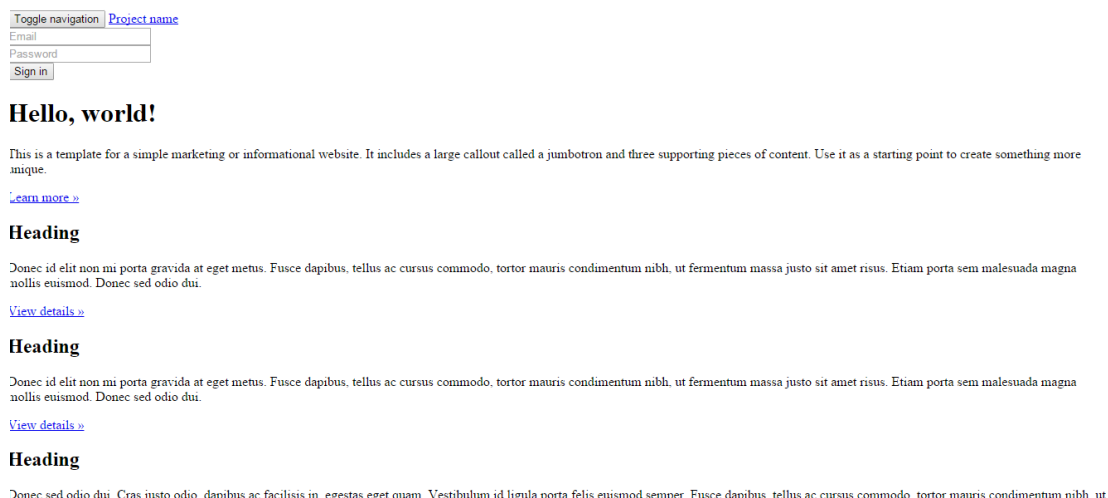 Toggle navigation Project name
Email
Password
Sign in
Hello, world!
This is a template for a simple marketing or informational website. It includes a large callout called a jumbotron and three supporting pieces of content. Use it as a starting point to create something more
unique.
Learn more »
Heading
Donec id elit non mi porta gravida at eget metus. Fusce dapibus, tellus ac cursus commodo, tortor mauris condimentum nibh, ut fermentum massa justo sit amet risus. Etiam porta sem malesuada magna
mollis euismod. Donec sed odio dui.
View details »
Heading
Donec id elit non mi porta gravida at eget metus. Fusce dapibus, tellus ac cursus commodo, tortor mauris condimentum nibh, ut fermentum massa justo sit amet risus. Etiam porta sem malesuada magna
mollis euismod. Donec sed odio dui.
View details »
Heading
Donec sed odio dui. Cras justo odio, dapibus ac facilisis in, egestas eget quam. Vestibulum id ligula porta felis euismod semper. Fusce dapibus, tellus ac cursus commodo, tortor mauris condimentum nibh, ut